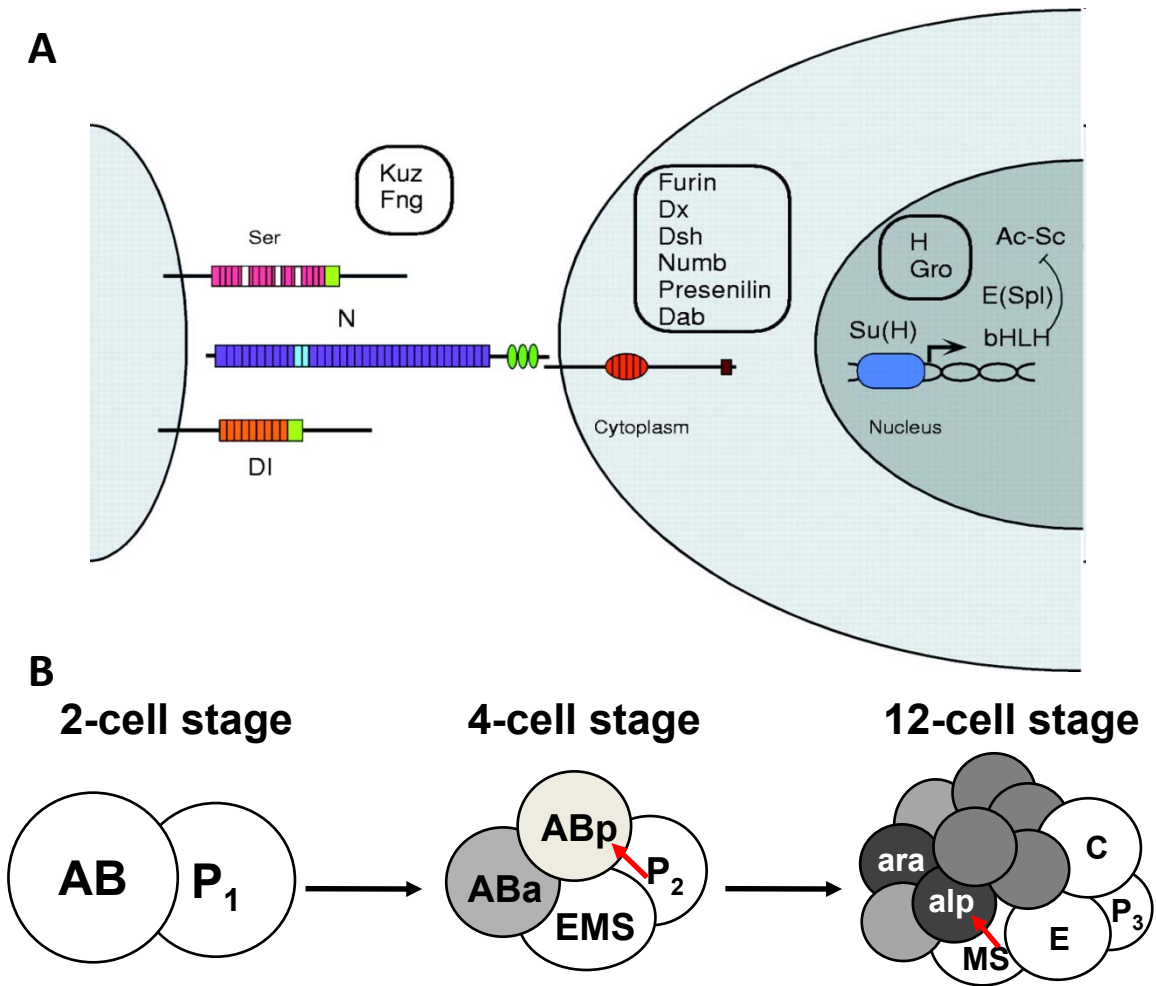 A
Kuz
Fng
Ser
N
Dl
Furin
Dx
Dsh
Numb
Presenilin
Dab
Cytoplasm
H
Gro
Ac-Sc
E(Spl)
bHLH
Su(H)
Nucleus
B
2-cell stage
4-cell stage
12-cell stage
AB
P1
ABp
ABa
P2
EMS
ara
alp
C
P3
E
MS